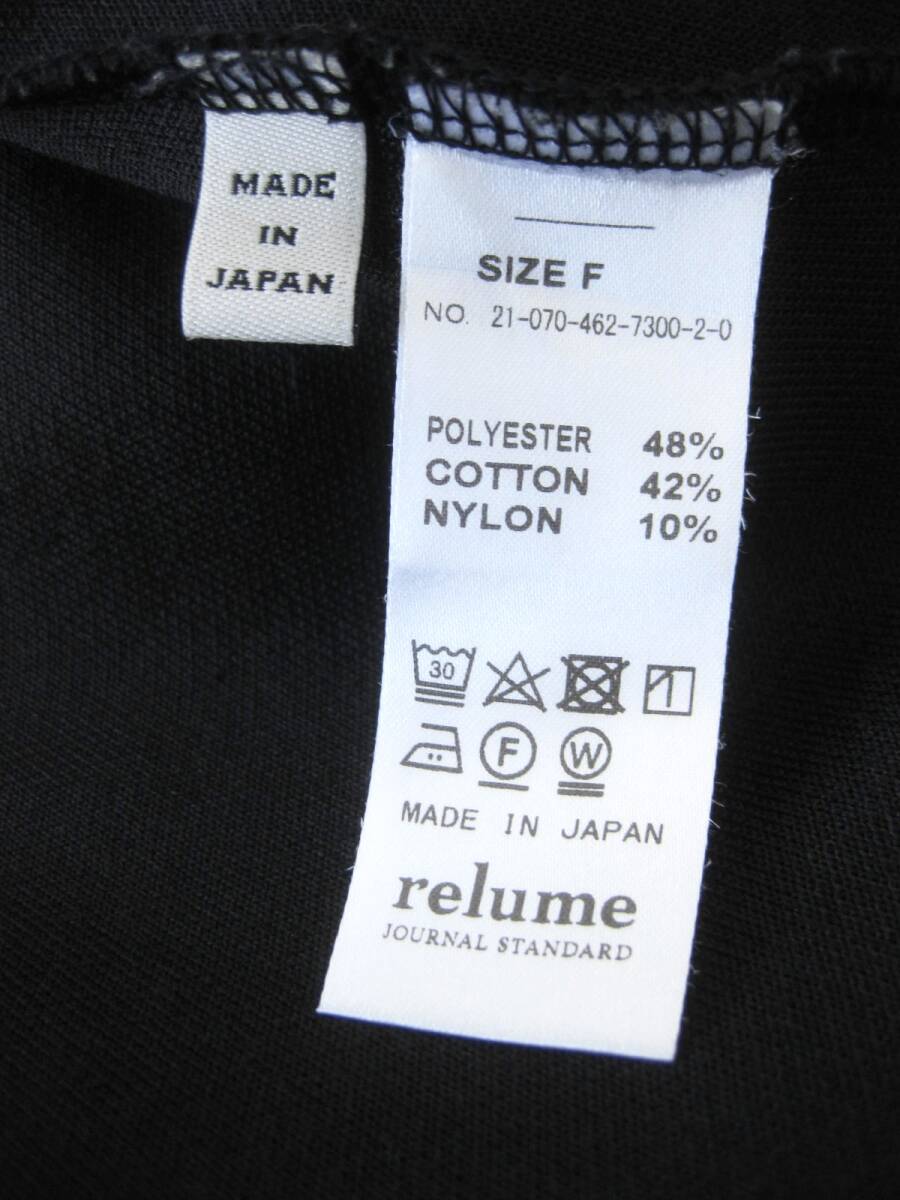 MADE
IN
JAPAN
SIZE F
NO. 21-070-462-7300-2-0
POLYESTER 48%
COTTON 42%
NYLON 10%
30
F W
MADE IN JAPAN
relume
JOURNAL STANDARD